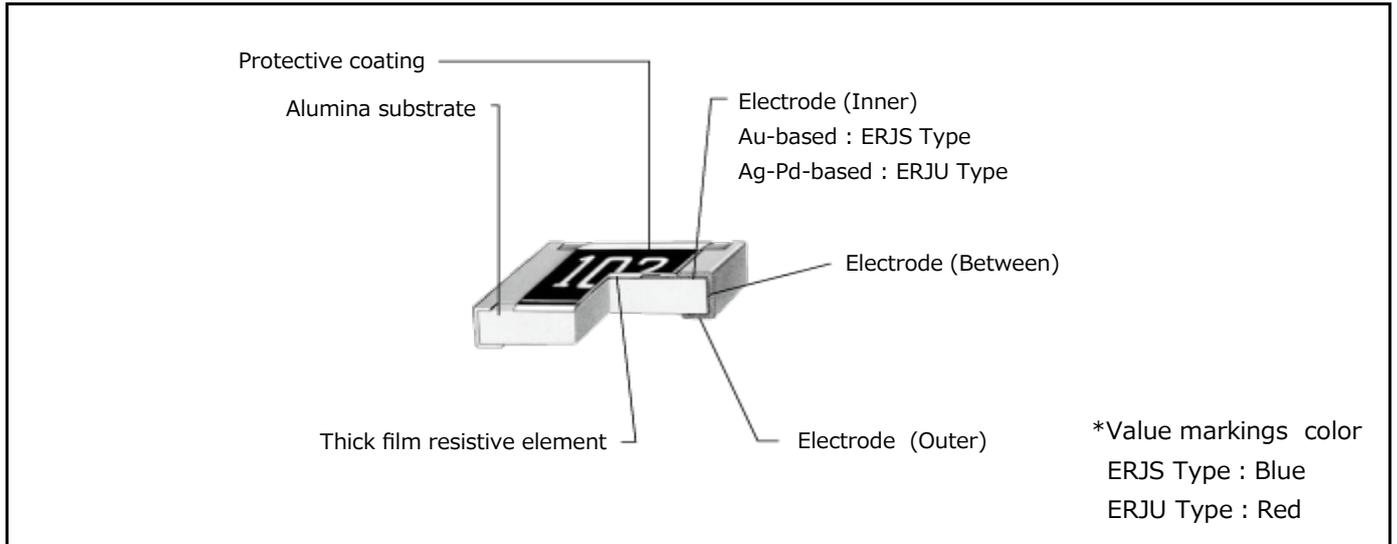 Protective coating
Alumina substrate
Electrode (Inner)
Au-based : ERJS Type
Ag-Pd-based : ERJU Type
102
Electrode (Between)
Thick film resistive element
Electrode (Outer)
*Value markings color
ERJS Type : Blue
ERJU Type : Red